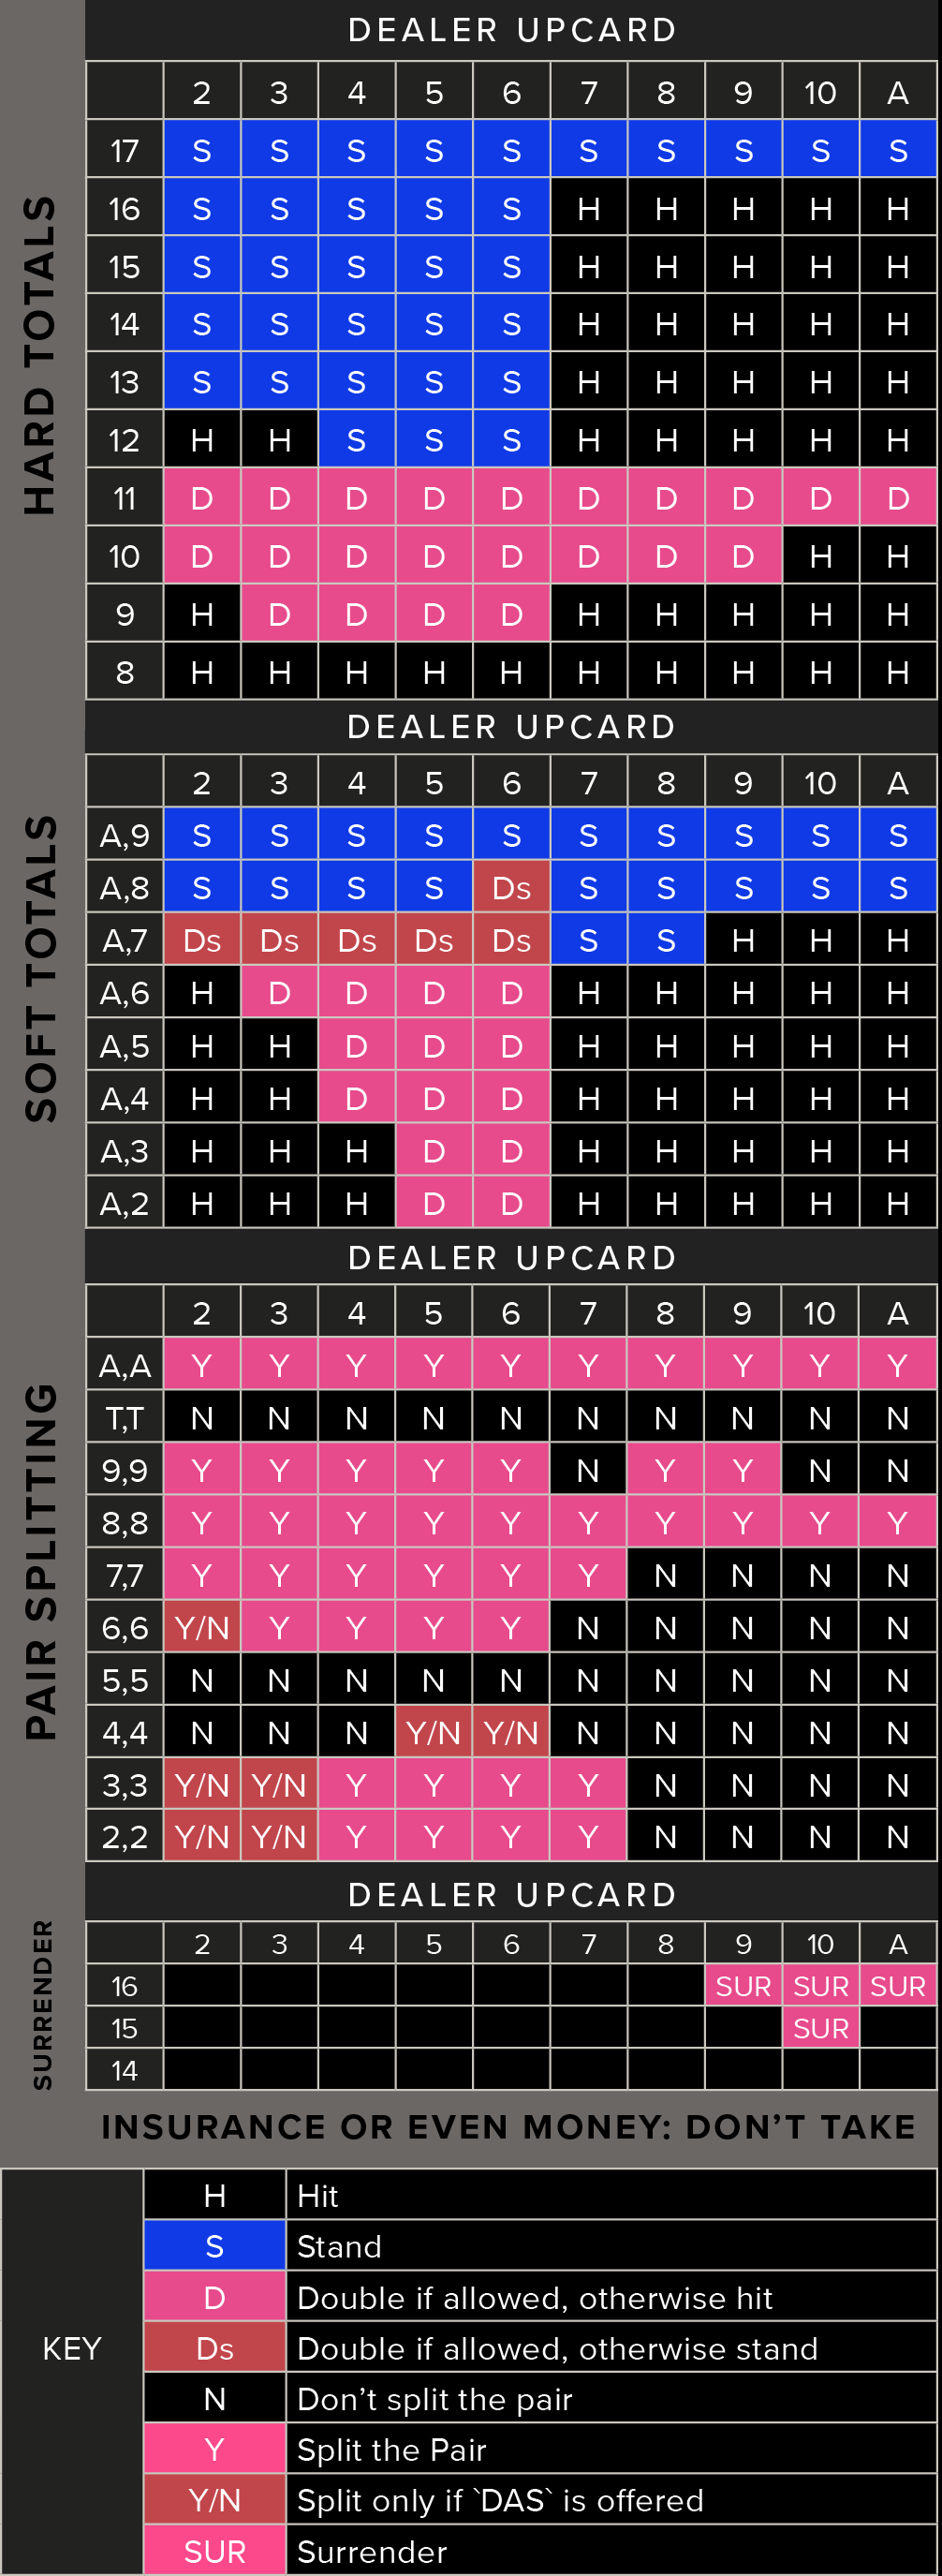 DEALER UPCARD
2 3 4 5 6 7 8 9 10 A
HARD TOTALS
17 S S S S S S S S S S
16 S S S S S H H H H H
15 S S S S S H H H H H
14 S S S S S H H H H H
13 S S S S S H H H H H
12 H H S S S H H H H H
11 D D D D D D D D D D
10 D D D D D D D D H H
9 H D D D D H H H H H
8 H H H H H H H H H H
DEALER UPCARD
2 3 4 5 6 7 8 9 10 A
SOFT TOTALS
A,9 S S S S S S S S S S
A,8 S S S S Ds S S S S S
A,7 Ds Ds Ds Ds Ds S S H H H
A,6 H D D D D H H H H H
A,5 H H D D D H H H H H
A,4 H H D D D H H H H H
A,3 H H H D D H H H H H
A,2 H H H D D H H H H H
DEALER UPCARD
2 3 4 5 6 7 8 9 10 A
PAIR SPLITTING
A,A Y Y Y Y Y Y Y Y Y Y
T,T N N N N N N N N N N
9,9 Y Y Y Y Y N Y Y N N
8,8 Y Y Y Y Y Y Y Y Y Y
7,7 Y Y Y Y Y Y N N N N
6,6 Y/N Y Y Y Y N N N N N
5,5 N N N N N N N N N N
4,4 N N N Y/N Y/N N N N N N
3,3 Y/N Y/N Y Y Y Y N N N N
2,2 Y/N Y/N Y Y Y Y N N N N
DEALER UPCARD
2 3 4 5 6 7 8 9 10 A
SURRENDER
16 SUR SUR SUR
15 SUR
14
INSURANCE OR EVEN MONEY: DON'T TAKE
KEY
H Hit
S Stand
D Double if allowed, otherwise hit
Ds Double if allowed, otherwise stand
N Don't split the pair
Y Split the Pair
Y/N Split only if `DAS` is offered
SUR Surrender